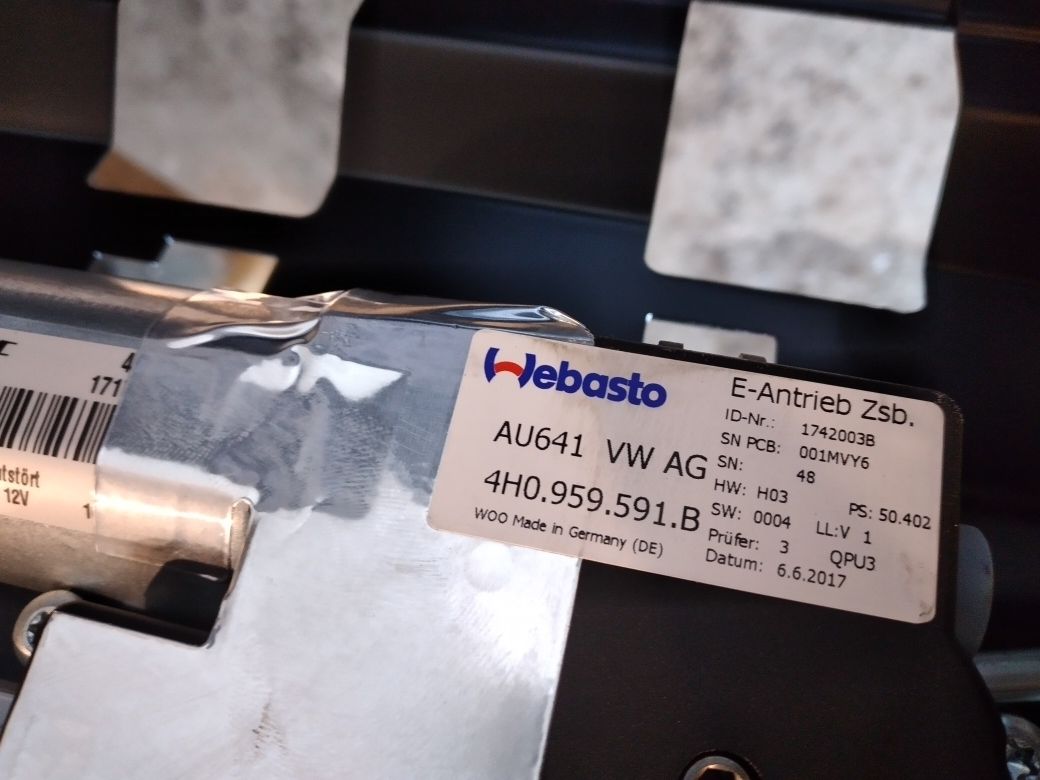 4
171
12V
Webasto
AU641 VW AG
4H0.959.591.B
WOO Made in Germany (DE)
E-Antrieb Zsb.
ID-Nr.: 1742003B
SN PCB: 001MVY6
SN: 48
HW: H03 PS: 50.402
SW: 0004 LL:V 1
Prüfer: 3 QPU3
Datum: 6.6.2017